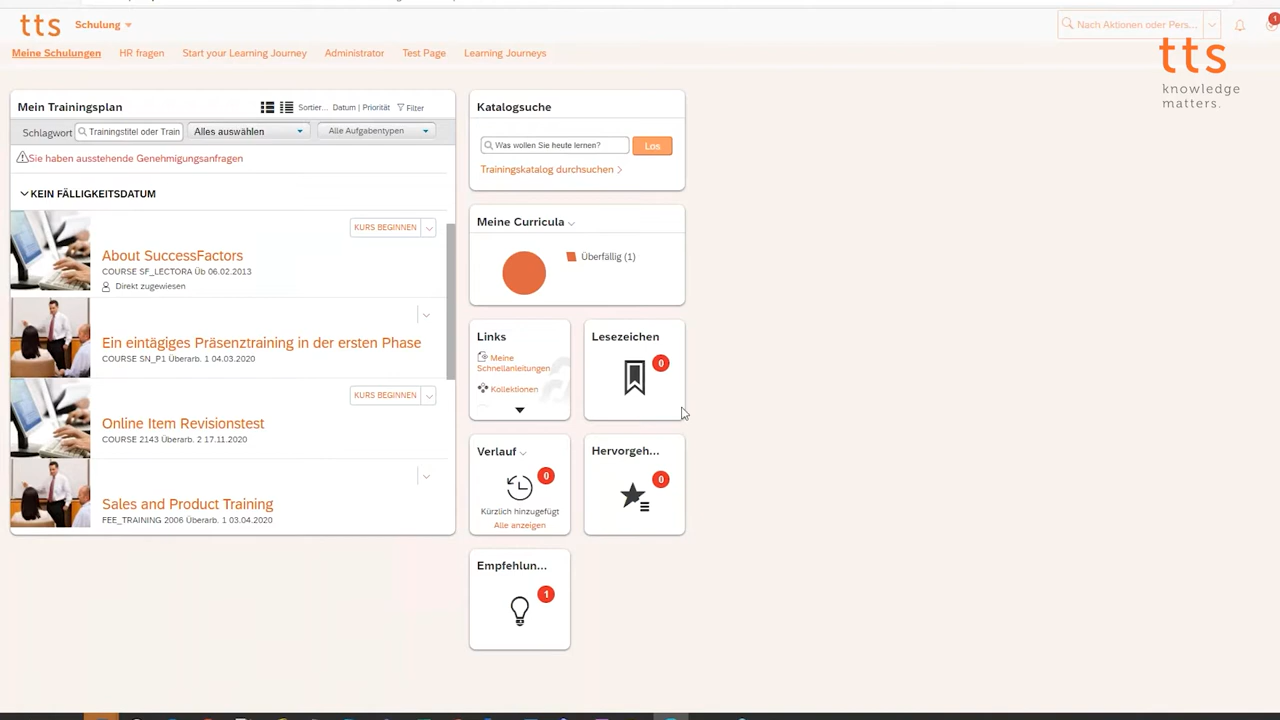 tts
Schulung
Nach Aktionen oder Pers...
1
Meine Schulungen
HR fragen
Start your Learning Journey
Administrator
Test Page
Learning Journeys
tts
knowledge
matters.
Mein Trainingsplan
Sortier... Datum | Priorität
Filter
Schlagwort
Trainingstitel oder Train
Alles auswählen
Alle Aufgabentypen
Sie haben ausstehende Genehmigungsanfragen
KEIN FÄLLIGKEITSDATUM
KURS BEGINNEN
About SuccessFactors
COURSE SF_LECTORA Üb 06.02.2013
Direkt zugewiesen
Ein eintägiges Präsenztraining in der ersten Phase
COURSE SN_P1 Überarb. 1 04.03.2020
KURS BEGINNEN
Online Item Revisionstest
COURSE 2143 Überarb. 2 17.11.2020
Sales and Product Training
FEE_TRAINING 2006 Überarb. 1 03.04.2020
Katalogsuche
Was wollen Sie heute lernen?
Los
Trainingskatalog durchsuchen
Meine Curricula
Überfällig (1)
Links
Meine
Schnellanleitungen
Kollektionen
Lesezeichen
0
Verlauf
0
Kürzlich hinzugefügt
Alle anzeigen
Hervorgeh...
0
Empfehlun...
1